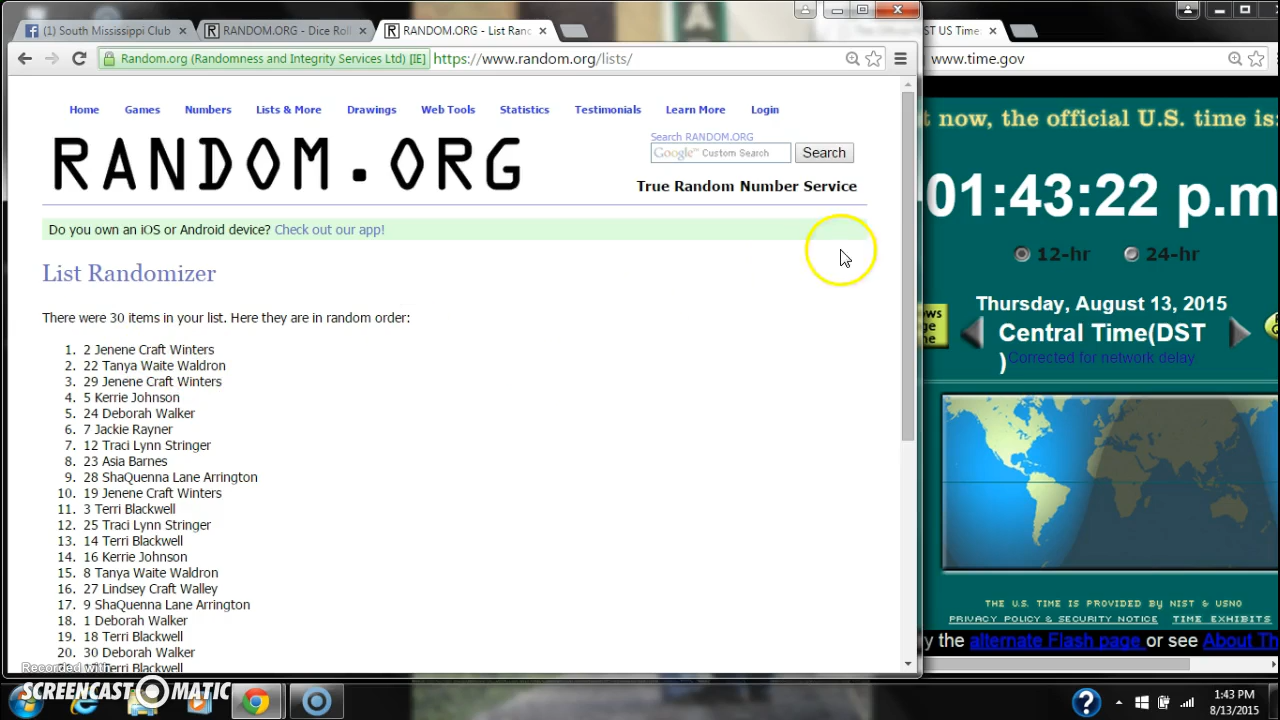 (1) South Mississippi Club
RANDOM.ORG - Dice Roll
RANDOM.ORG - List Ran
ST US Time
Random.org (Randomness and Integrity Services Ltd) [IE]
https://www.random.org/lists/
www.time.gov
Home Games Numbers Lists & More Drawings Web Tools Statistics Testimonials Learn More Login
RANDOM.ORG
Search RANDOM.ORG
Google™ Custom Search
Search
True Random Number Service
Do you own an iOS or Android device? Check out our app!
List Randomizer
There were 30 items in your list. Here they are in random order:
1. 2 Jenene Craft Winters
2. 22 Tanya Waite Waldron
3. 29 Jenene Craft Winters
4. 5 Kerrie Johnson
5. 24 Deborah Walker
6. 7 Jackie Rayner
7. 12 Traci Lynn Stringer
8. 23 Asia Barnes
9. 28 ShaQuenna Lane Arrington
10. 19 Jenene Craft Winters
11. 3 Terri Blackwell
12. 25 Traci Lynn Stringer
13. 14 Terri Blackwell
14. 16 Kerrie Johnson
15. 8 Tanya Waite Waldron
16. 27 Lindsey Craft Walley
17. 9 ShaQuenna Lane Arrington
18. 1 Deborah Walker
19. 18 Terri Blackwell
20. 30 Deborah Walker
Terri Blackwell
t now, the official U.S. time is:
01:43:22 p.m
12-hr 24-hr
Thursday, August 13, 2015
Central Time(DST
)Corrected for network delay
ws
ge
me
THE U.S. TIME IS PROVIDED BY NIST & USNO
PRIVACY POLICY & SECURITY NOTICE TIME EXHIBITS
y the alternate Flash page or see About Th
Recorded with
SCREENCAST MATIC
1:43 PM
8/13/2015